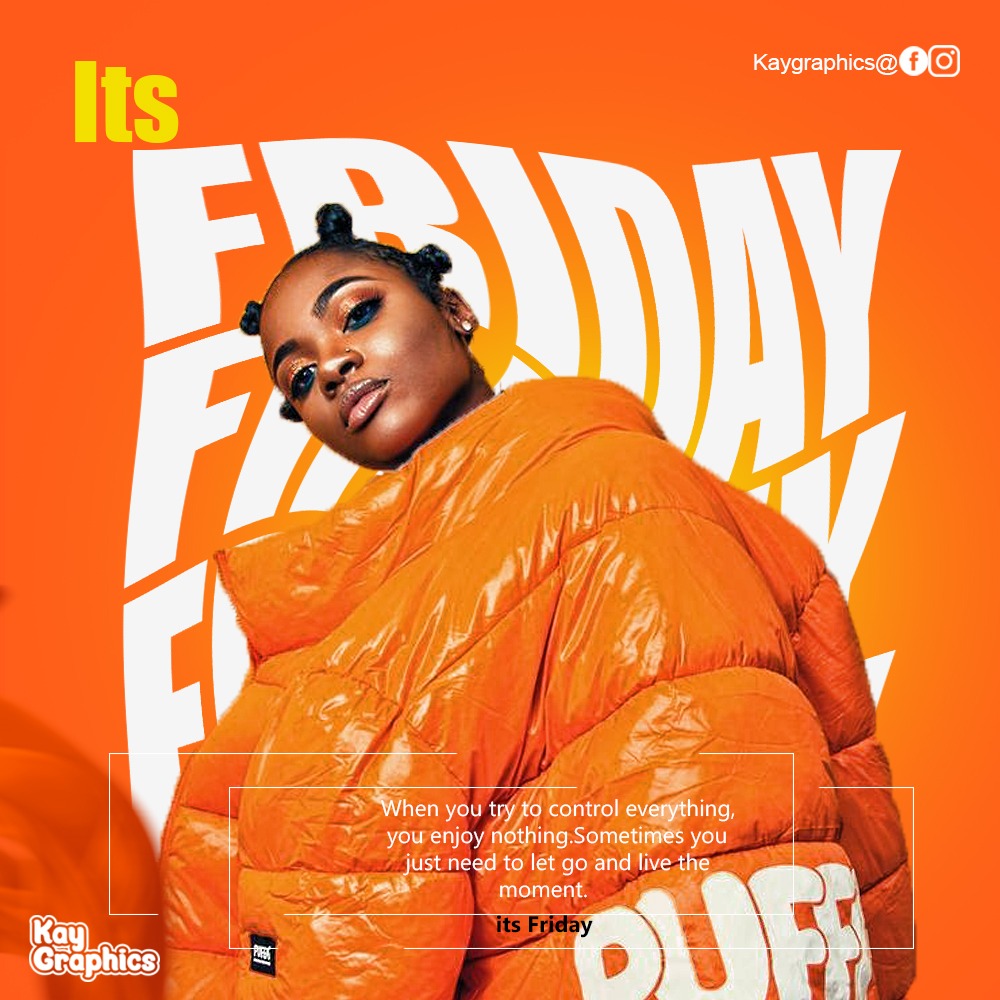 Its
Kaygraphics@
FRIDAY
When you try to control everything,
you enjoy nothing.Sometimes you
just need to let go and live the
moment.
its Friday
PUFFA
Kay
Graphics